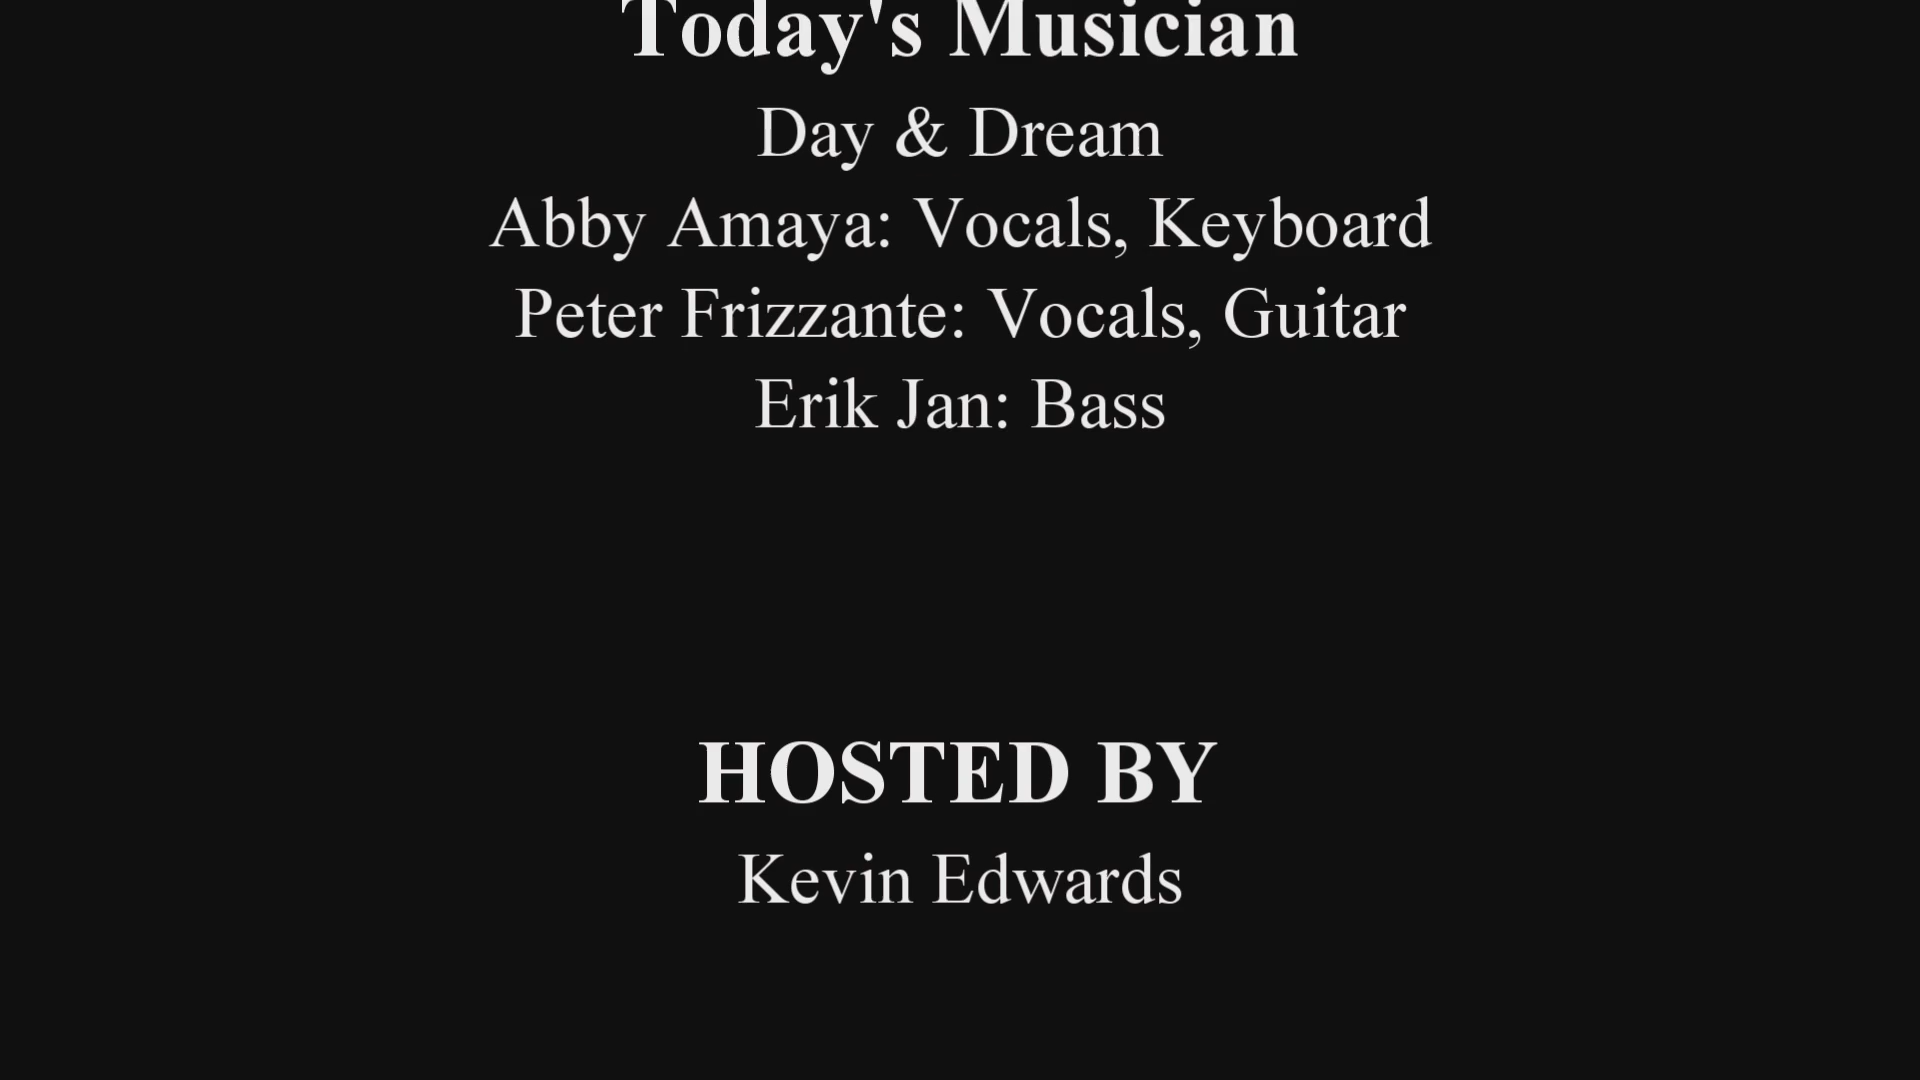 Today's Musician
Day & Dream
Abby Amaya: Vocals, Keyboard
Peter Frizzante: Vocals, Guitar
Erik Jan: Bass
HOSTED BY
Kevin Edwards